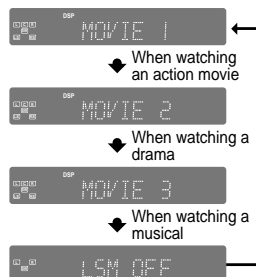 DSP
MOVIE 1
When watching
an action movie
DSP
MOVIE 2
When watching a
drama
DSP
MOVIE 3
When watching a
musical
LSM OFF